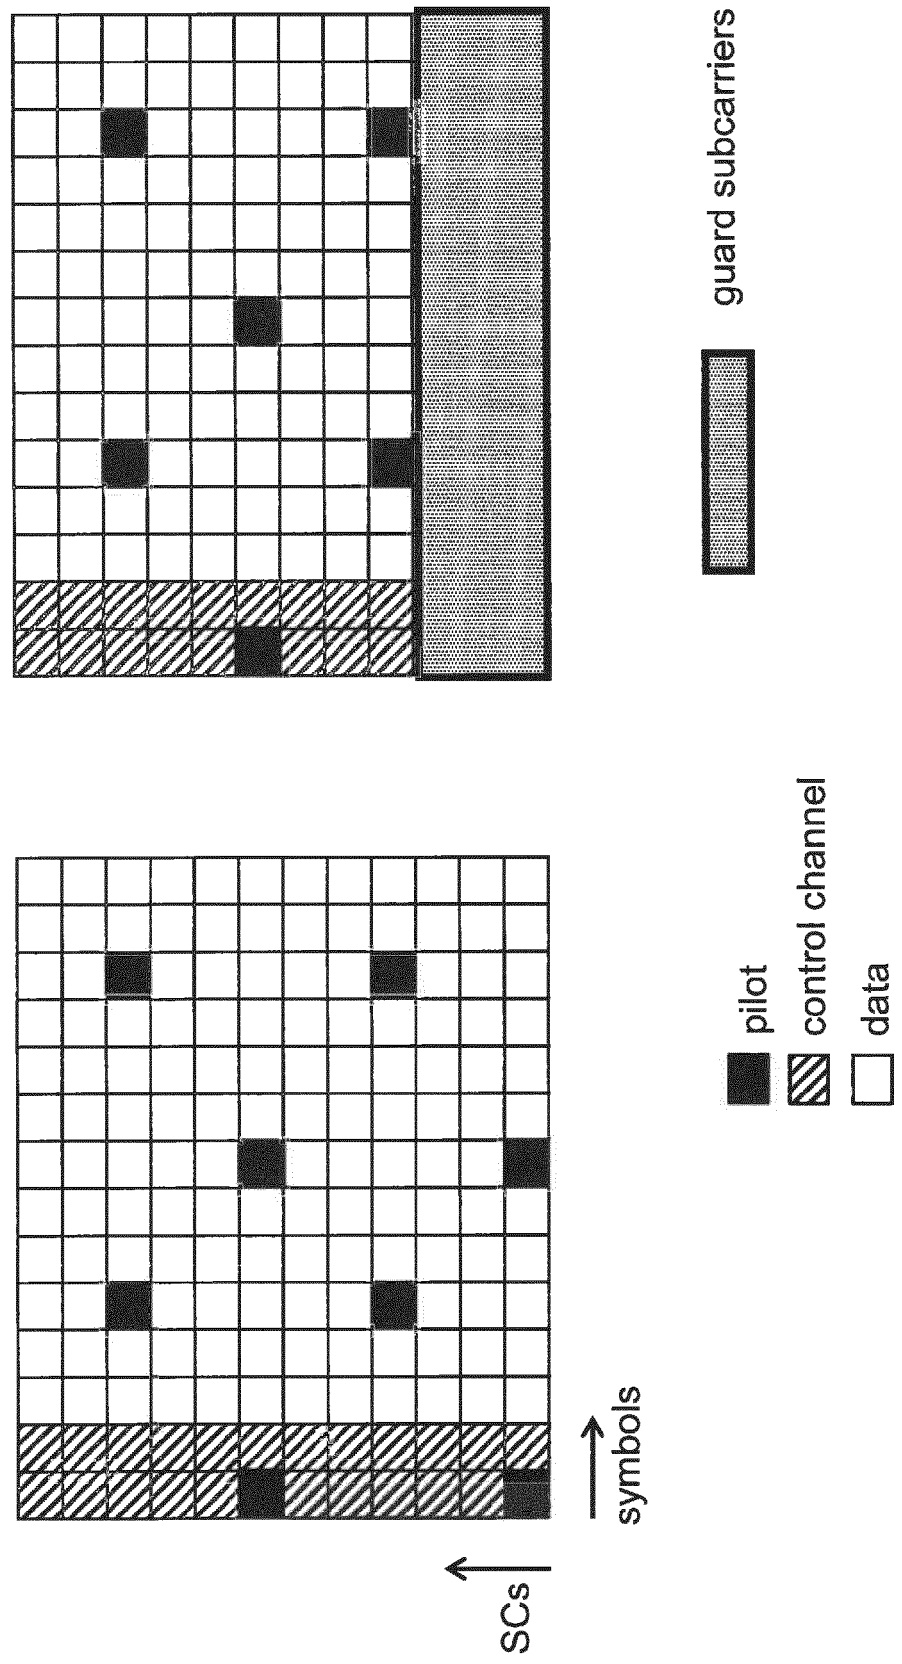 SCs
symbols
pilot
control channel
data
guard subcarriers